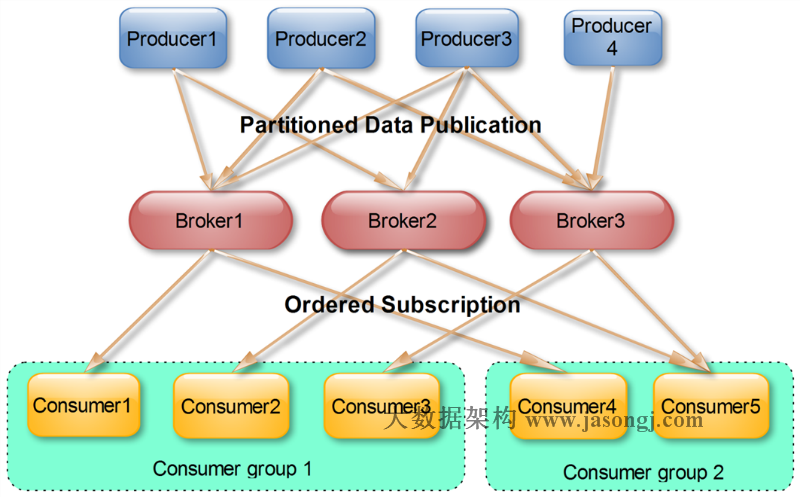 Producer1
Producer2
Producer3
Producer
4
Partitioned Data Publication
Broker1
Broker2
Broker3
Ordered Subscription
Consumer1
Consumer2
Consumer3
Consumer4
Consumer5
大数据架构 www.jasongj.com
Consumer group 1
Consumer group 2